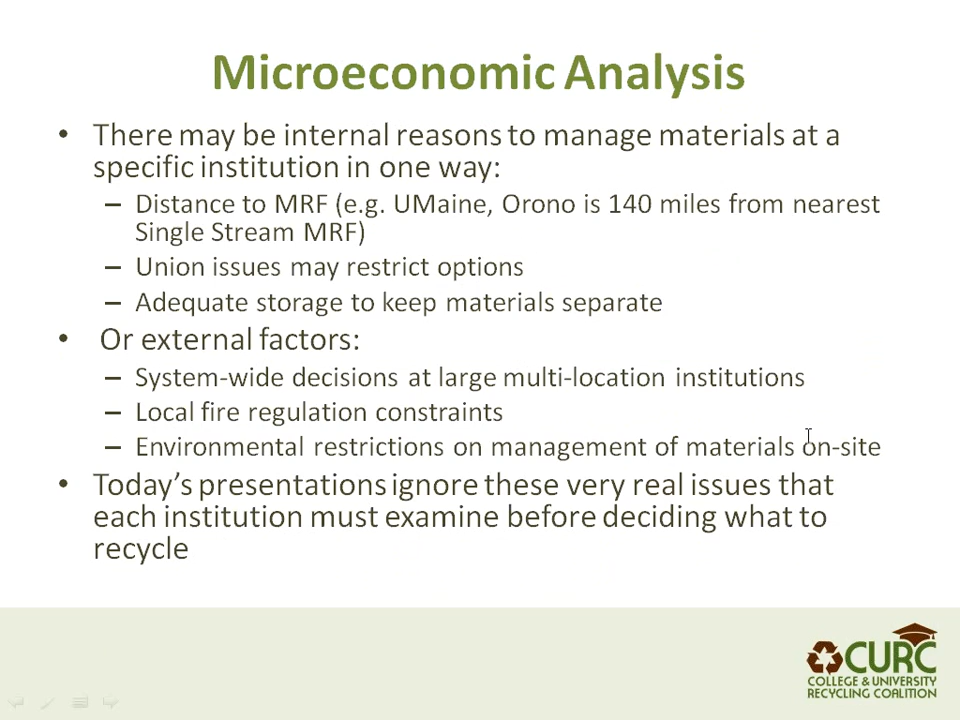 Microeconomic Analysis
• There may be internal reasons to manage materials at a
specific institution in one way:
– Distance to MRF (e.g. UMaine, Orono is 140 miles from nearest
Single Stream MRF)
– Union issues may restrict options
– Adequate storage to keep materials separate
• Or external factors:
– System-wide decisions at large multi-location institutions
– Local fire regulation constraints
– Environmental restrictions on management of materials on-site
• Today's presentations ignore these very real issues that
each institution must examine before deciding what to
recycle
CURC
COLLEGE & UNIVERSITY
RECYCLING COALITION